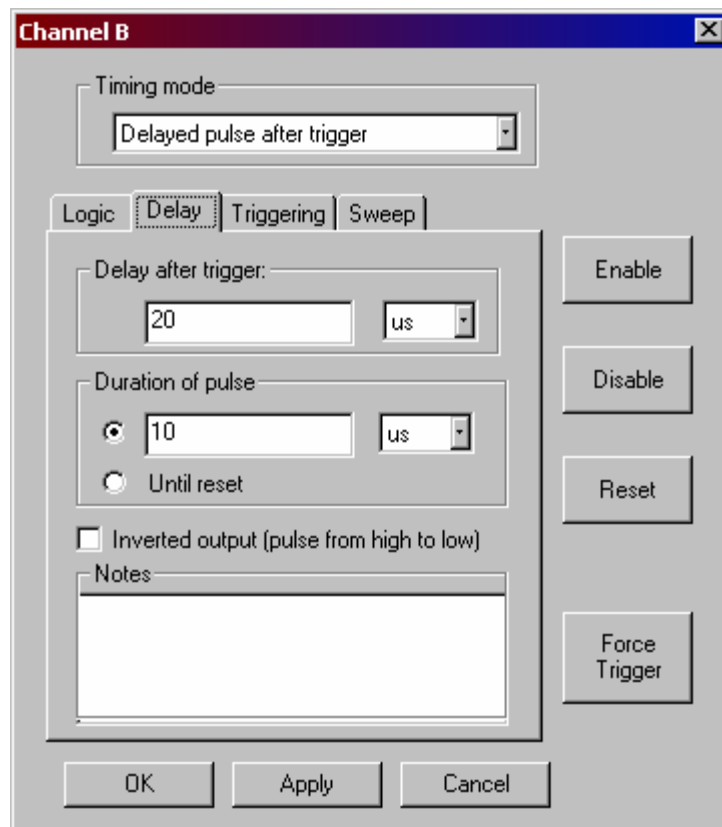 Channel B
Timing mode
Delayed pulse after trigger
Logic Delay Triggering Sweep
Delay after trigger:
20 us
Enable
Duration of pulse
10 us
Disable
Until reset
Reset
Inverted output (pulse from high to low)
Notes
Force
Trigger
OK Apply Cancel